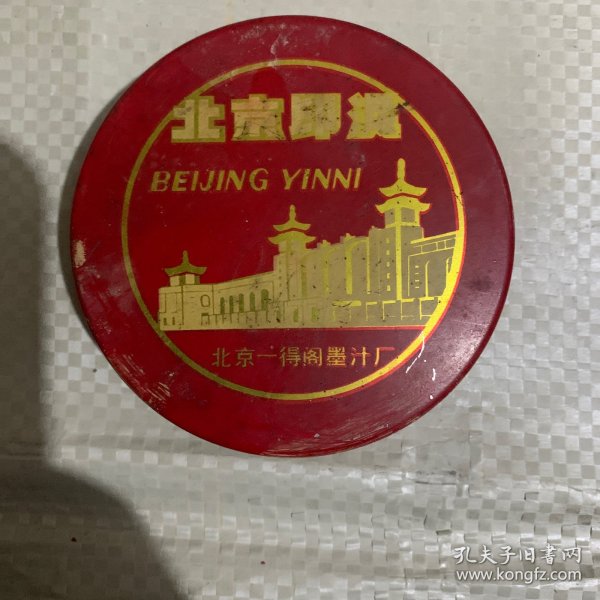 北京印泥
BEIJING YINNI
北京一得阁墨汁厂
孔夫子旧书网
www.kongfz.com